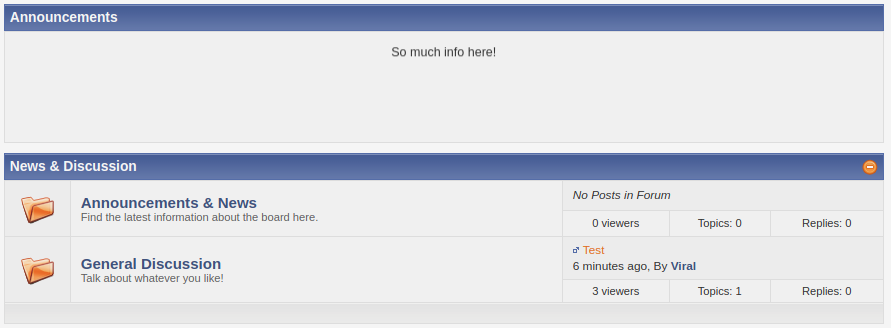 Announcements
So much info here!
News & Discussion
Announcements & News
Find the latest information about the board here.
No Posts in Forum
0 viewers
Topics: 0
Replies: 0
General Discussion
Talk about whatever you like!
Test
6 minutes ago, By Viral
3 viewers
Topics: 1
Replies: 0